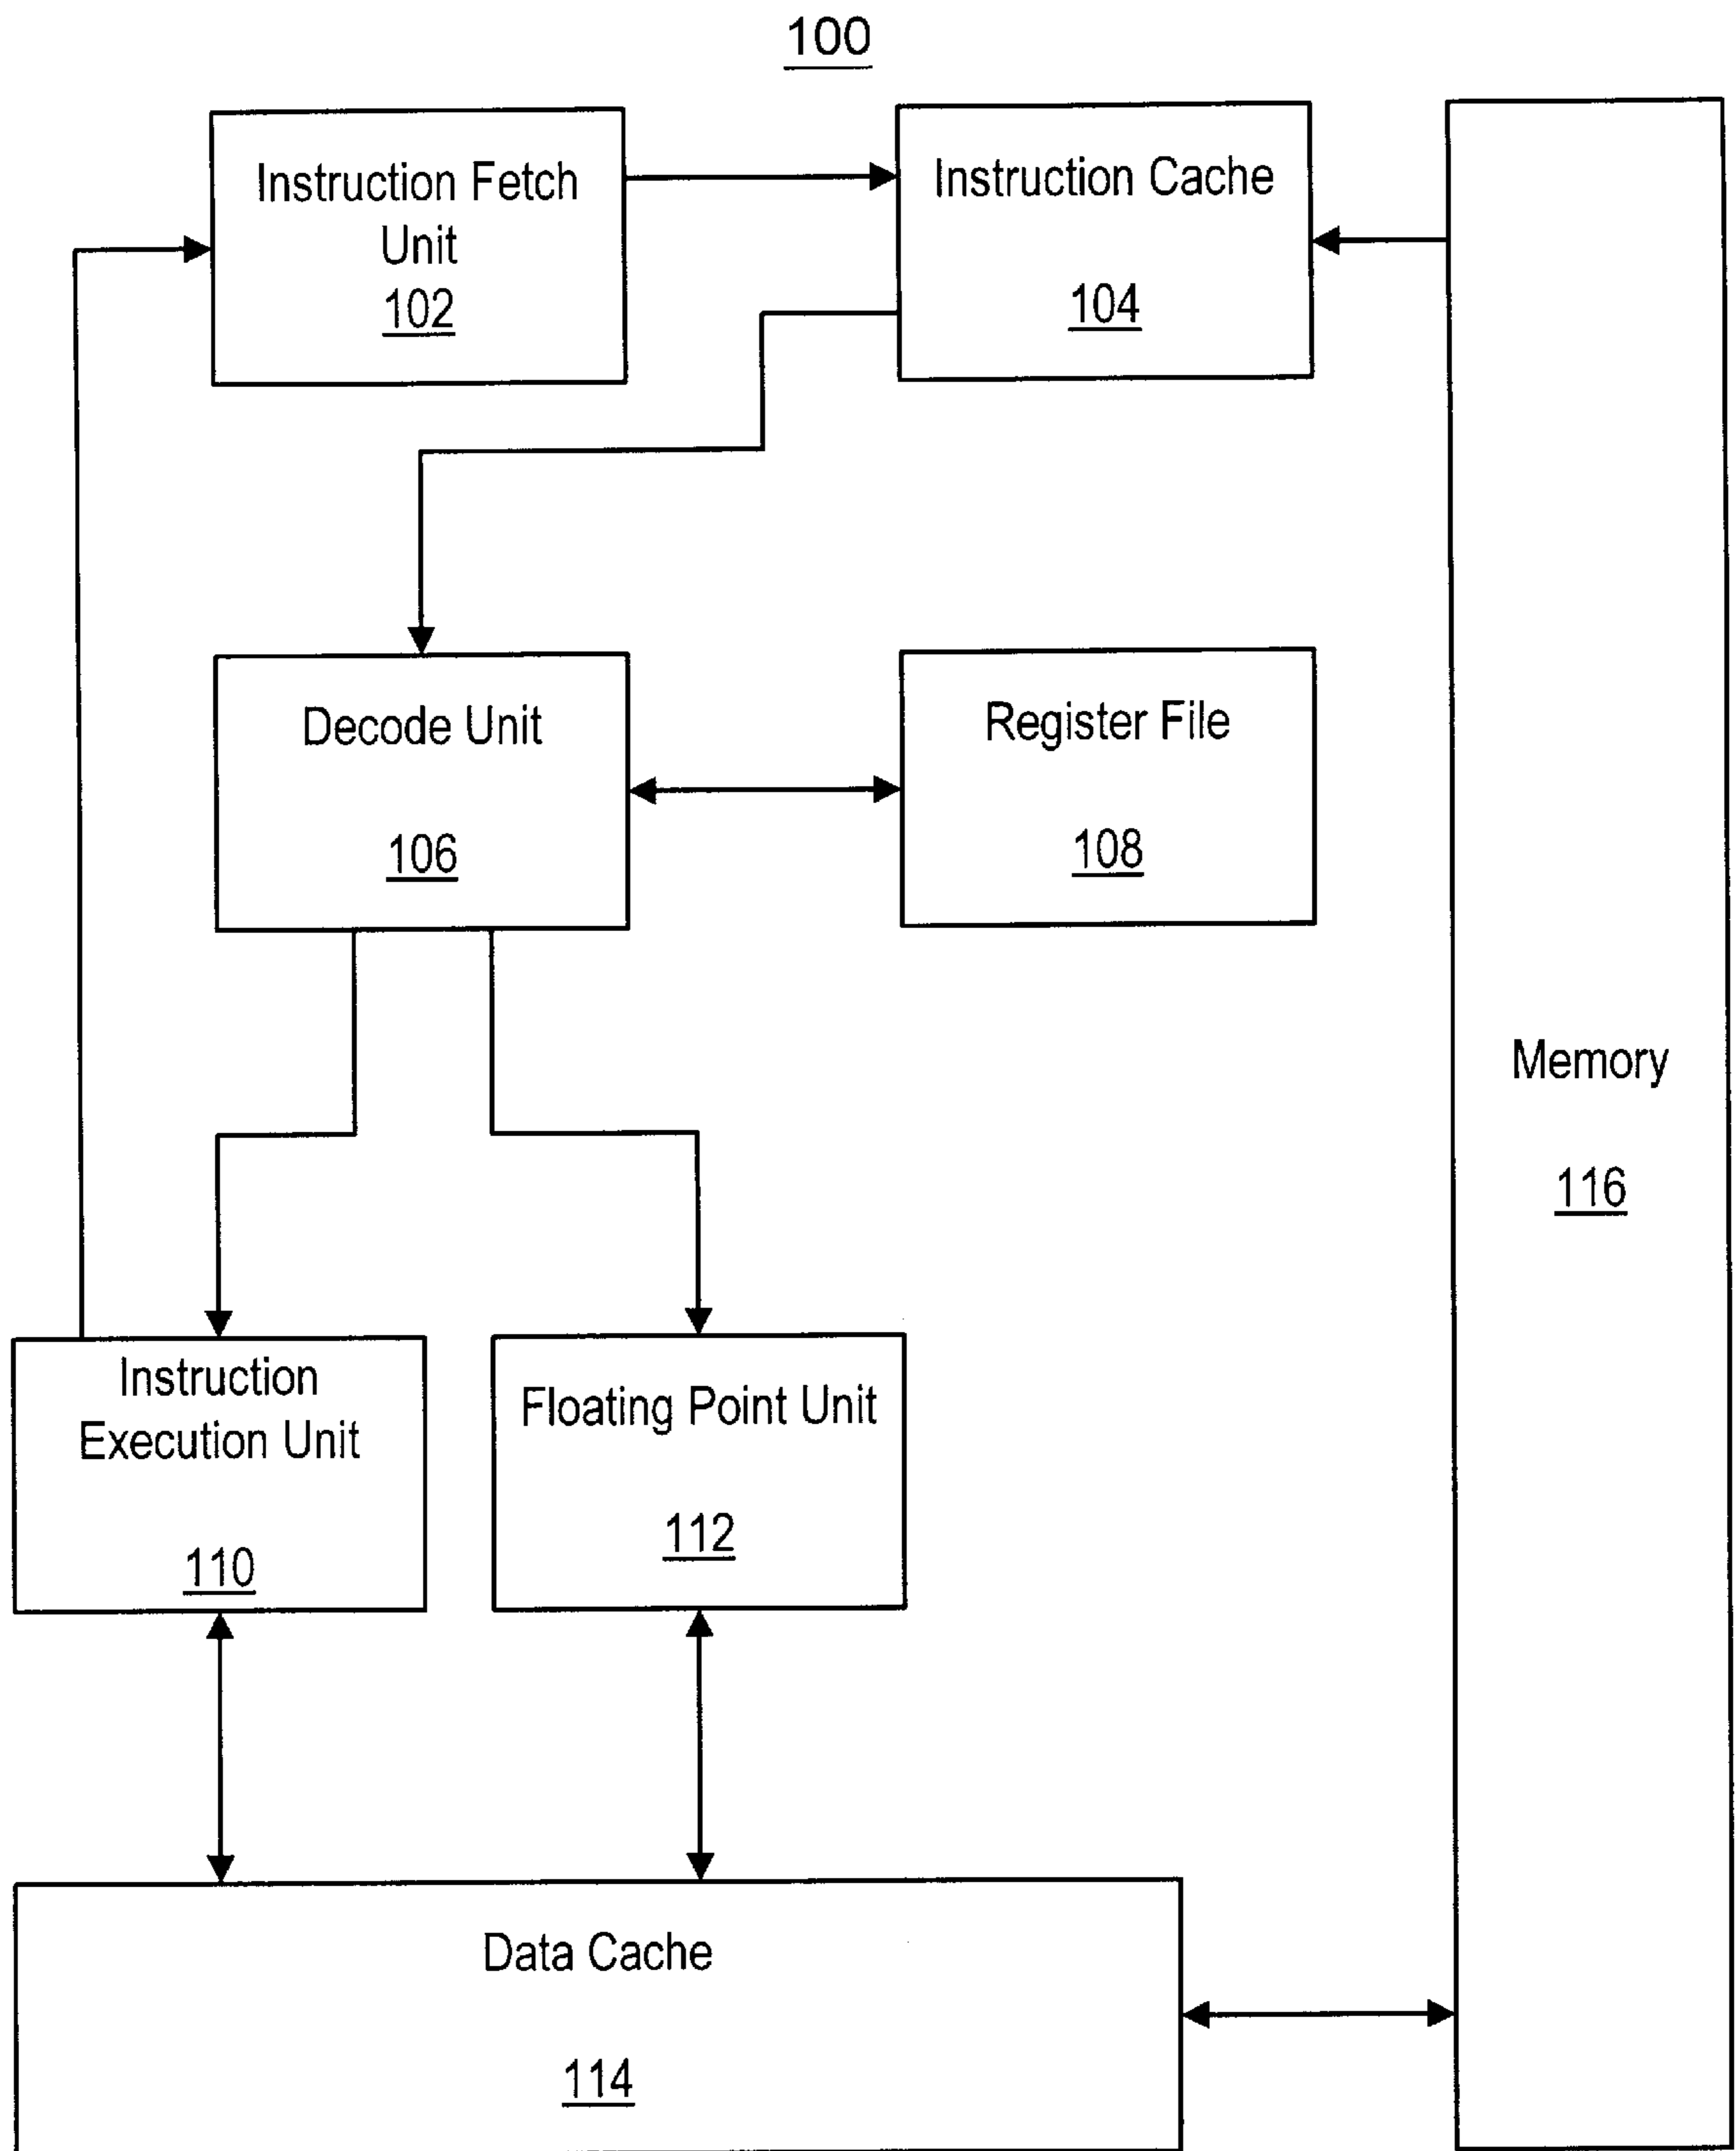 100
Instruction Fetch
Unit
102
Instruction Cache
104
Decode Unit
106
Register File
108
Memory
116
Instruction
Execution Unit
110
Floating Point Unit
112
Data Cache
114